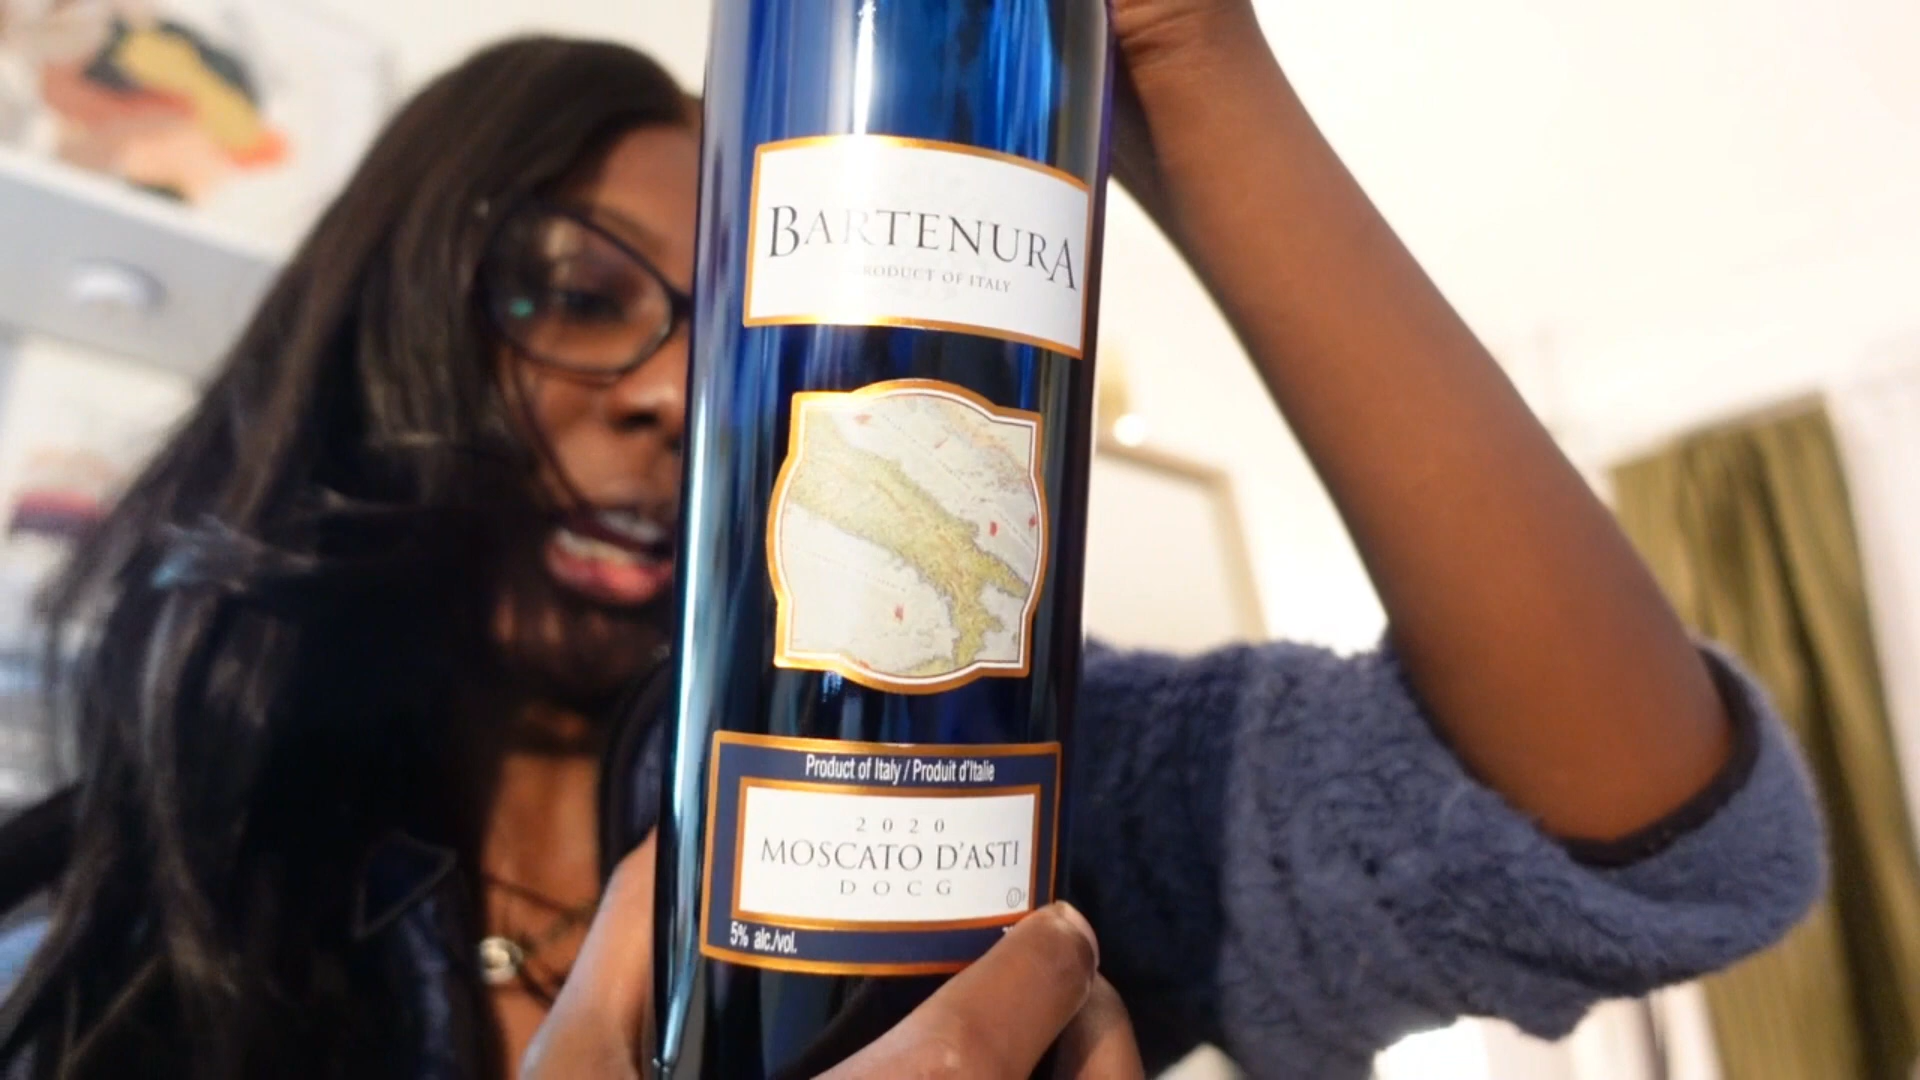 BARTENURA
PRODUCT OF ITALY
Product of Italy / Produit d'Italie
2020
MOSCATO D'ASTI
DOCG
5% alc./vol.